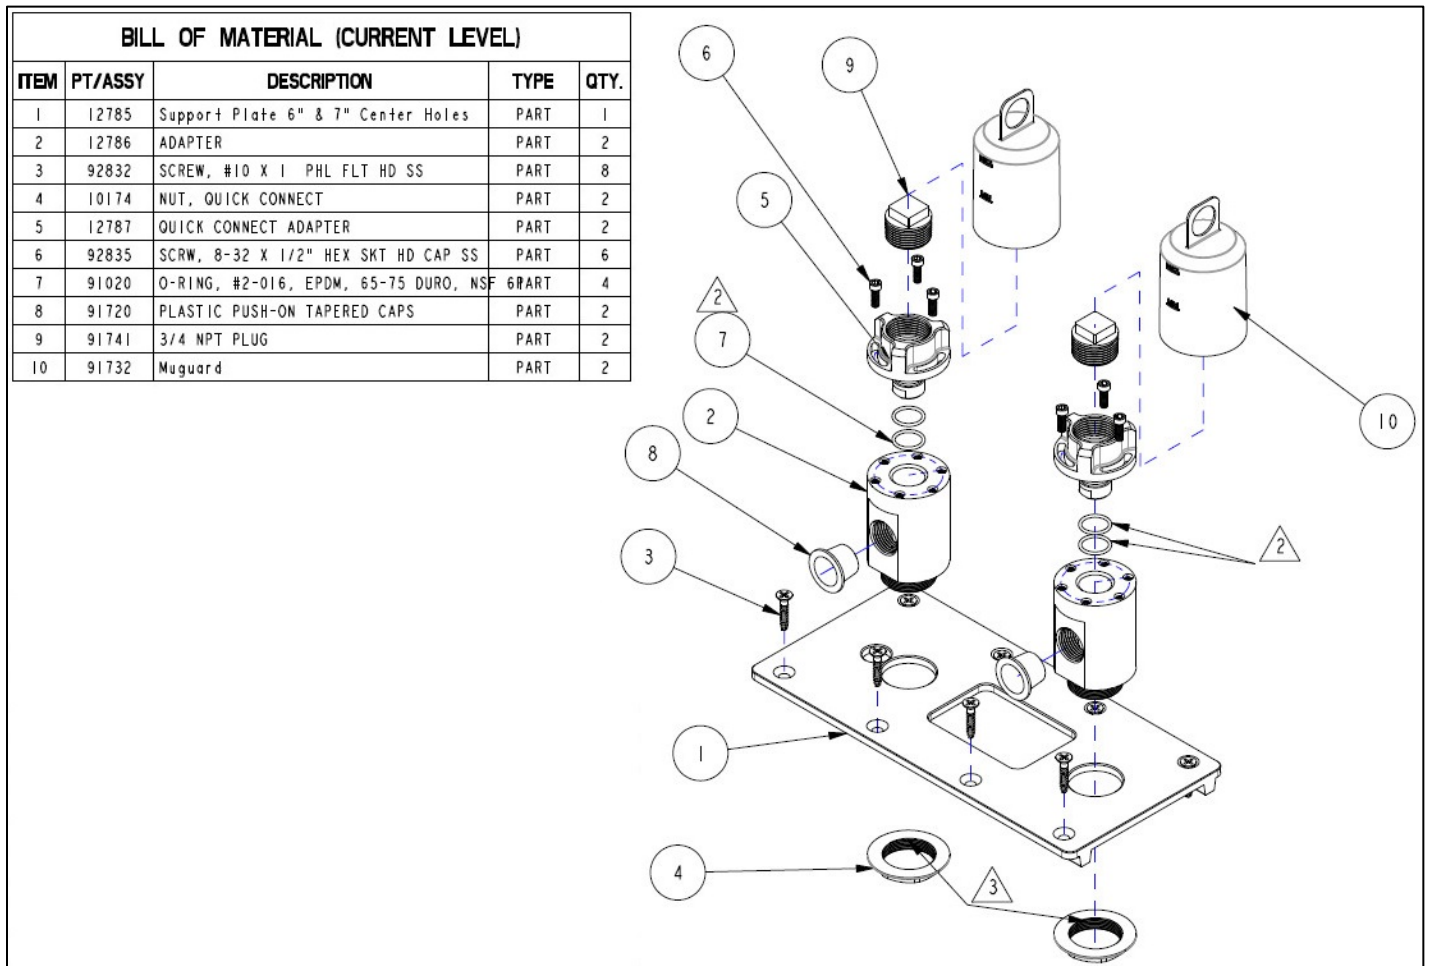 BILL OF MATERIAL (CURRENT LEVEL)
ITEM PT/ASSY DESCRIPTION TYPE QTY.
1 12785 Support Plate 6" & 7" Center Holes PART 1
2 12786 ADAPTER PART 2
3 92832 SCREW, #10 X 1 PHL FLT HD SS PART 8
4 10174 NUT, QUICK CONNECT PART 2
5 12787 QUICK CONNECT ADAPTER PART 2
6 92835 SCRW, 8-32 X 1/2" HEX SKT HD CAP SS PART 6
7 91020 O-RING, #2-016, EPDM, 65-75 DURO, NSF 61 PART 4
8 91720 PLASTIC PUSH-ON TAPERED CAPS PART 2
9 91741 3/4 NPT PLUG PART 2
10 91732 Muguard PART 2
6
9
5
2
7
2
8
3
10
2
1
4
3